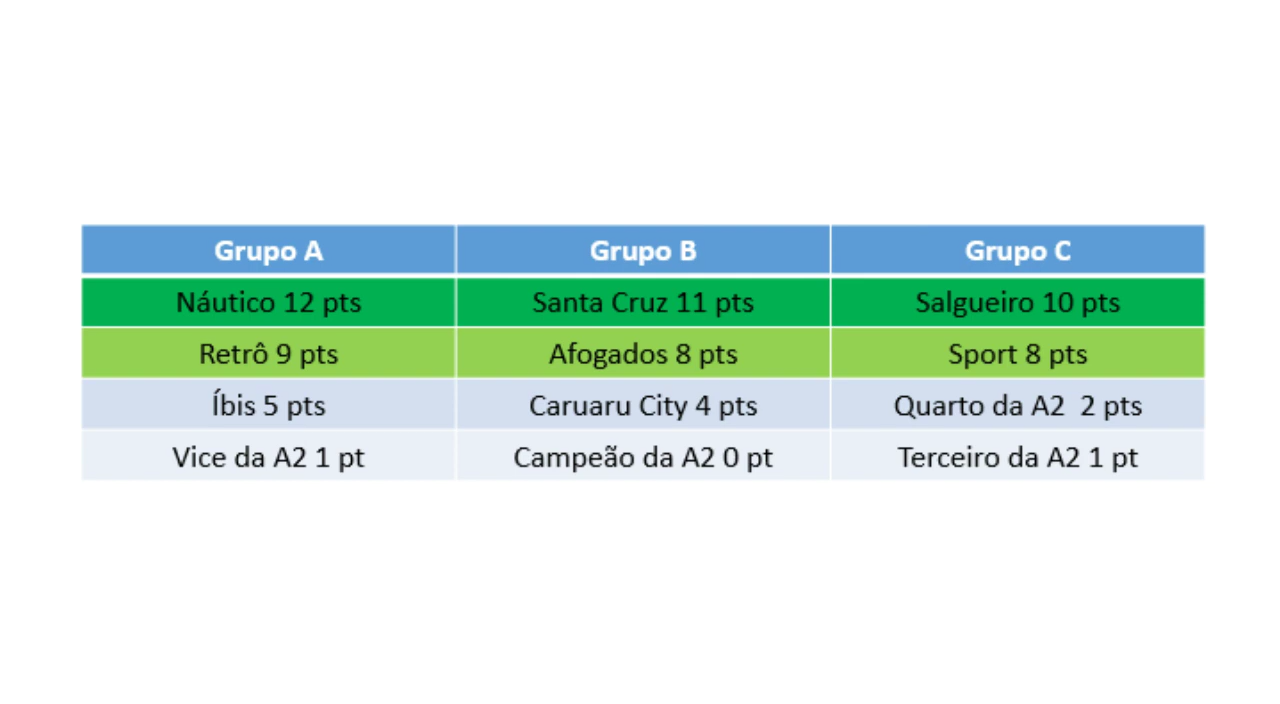 Grupo A Grupo B Grupo C
Náutico 12 pts Santa Cruz 11 pts Salgueiro 10 pts
Retrô 9 pts Afogados 8 pts Sport 8 pts
Íbis 5 pts Caruaru City 4 pts Quarto da A2  2 pts
Vice da A2 1 pt Campeão da A2 0 pt Terceiro da A2 1 pt